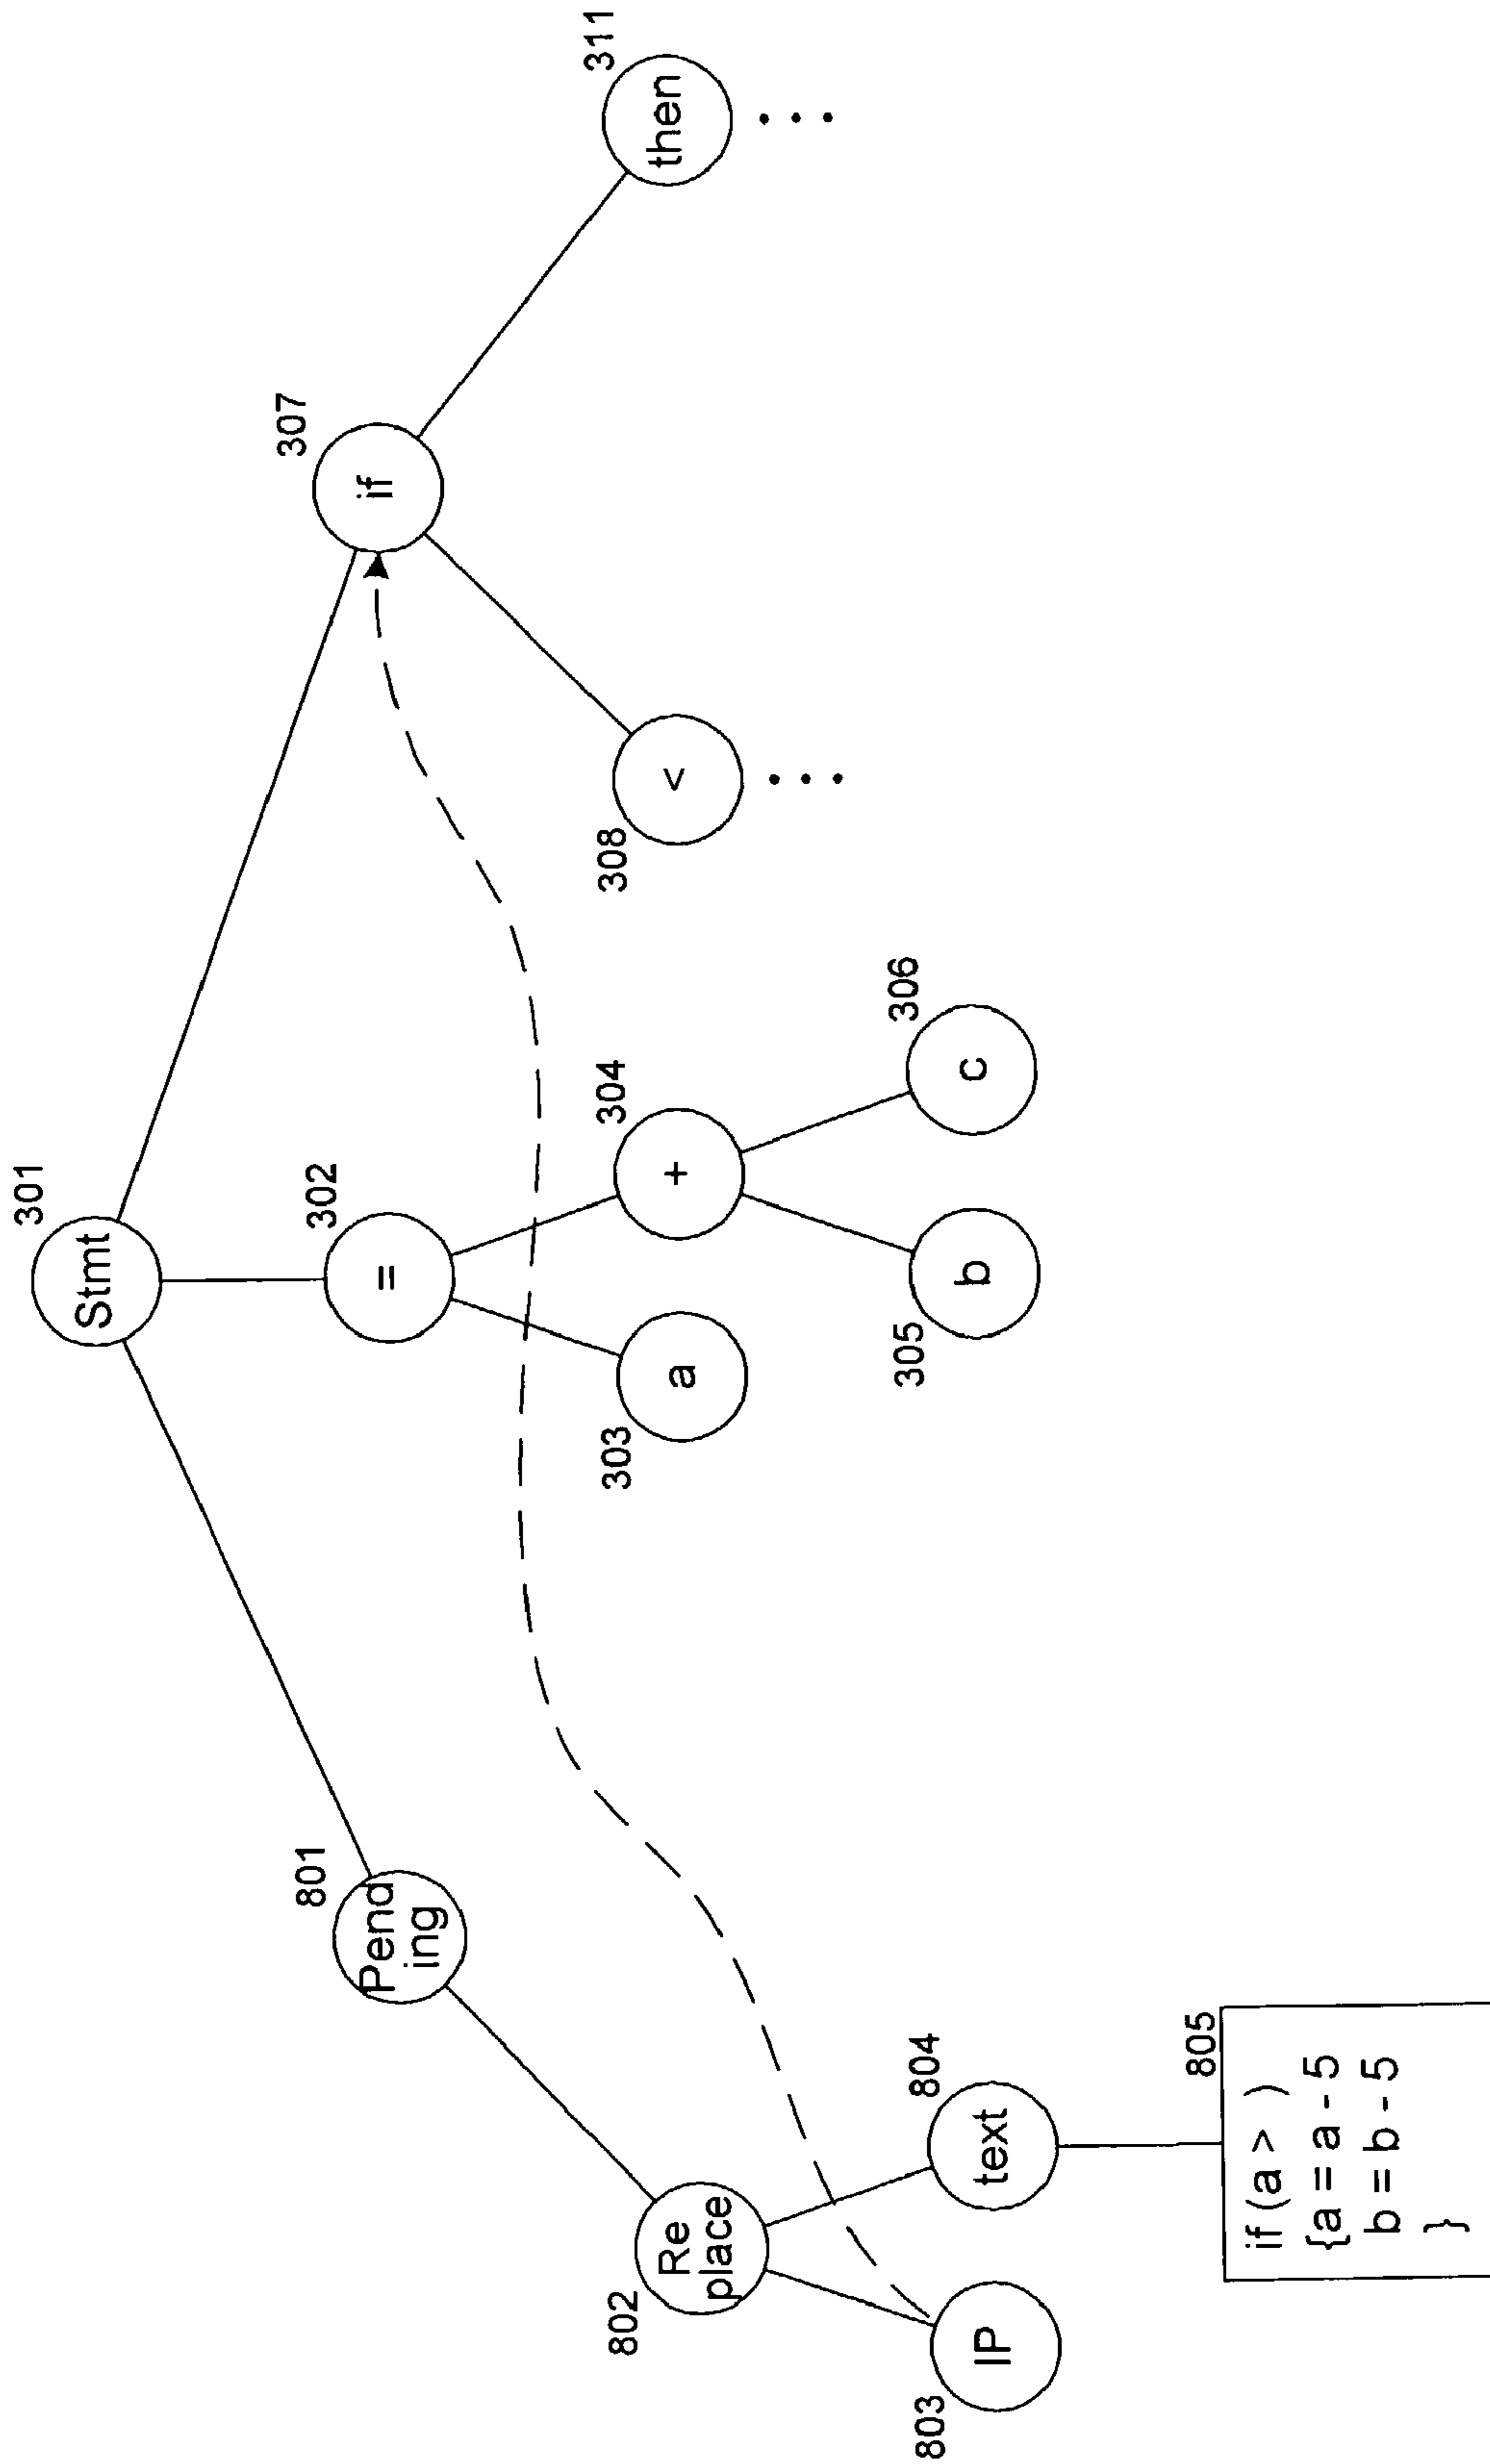 301
Stmt
801
Pend
ing
302
=
307
if
802
Re
place
303
a
304
+
308
<
311
then
803
IP
804
text
305
b
306
c
805
if (a > )
{a = a - 5
b = b - 5
}